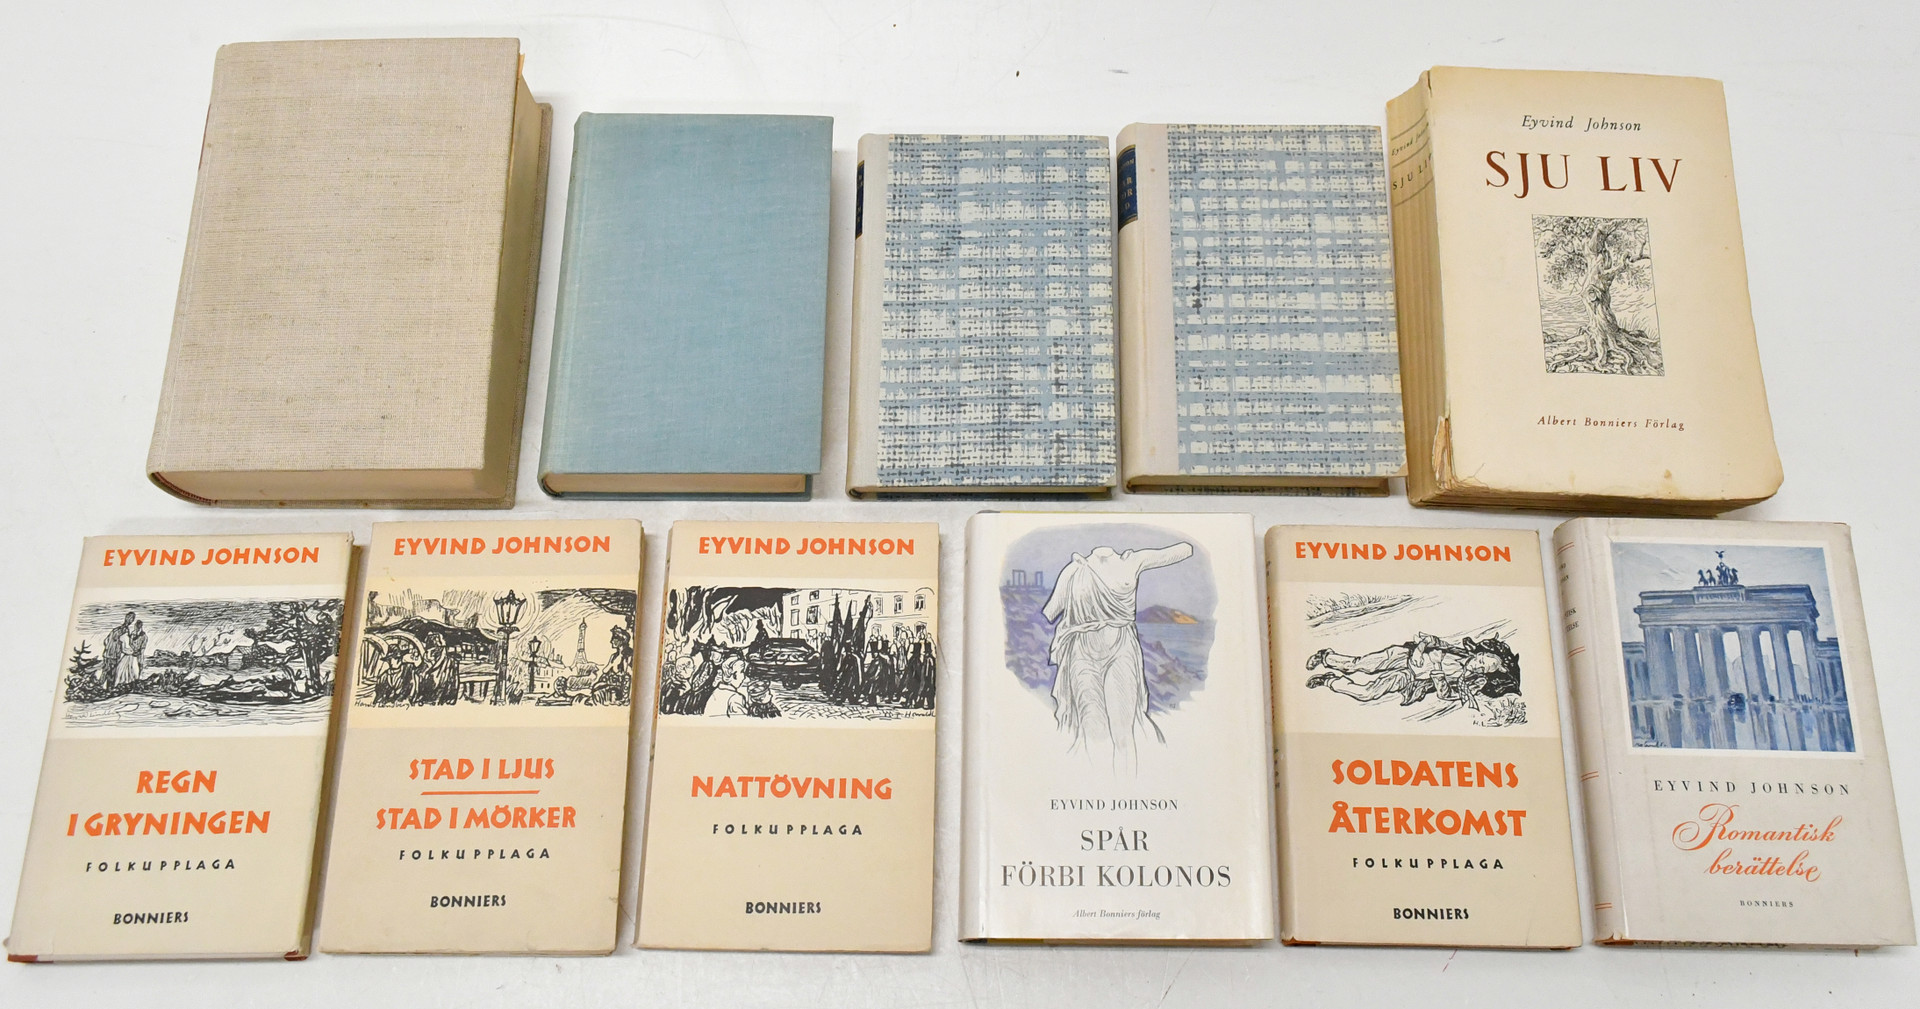 Eyvind Johnson
SJU LIV
Albert Bonniers Förlag
SJU LIV
EYVIND JOHNSON
REGN
I GRYNINGEN
FOLKUPPLAGA
BONNIERS
EYVIND JOHNSON
STAD I LJUS
STAD I MÖRKER
FOLKUPPLAGA
BONNIERS
EYVIND JOHNSON
NATTÖVNING
FOLKUPPLAGA
BONNIERS
EYVIND JOHNSON
SPÅR
FÖRBI KOLONOS
Albert Bonniers förlag
EYVIND JOHNSON
H.L.
SOLDATENS
ÅTERKOMST
FOLKUPPLAGA
BONNIERS
EYVIND JOHNSON
Romantisk
berättelse
BONNIERS